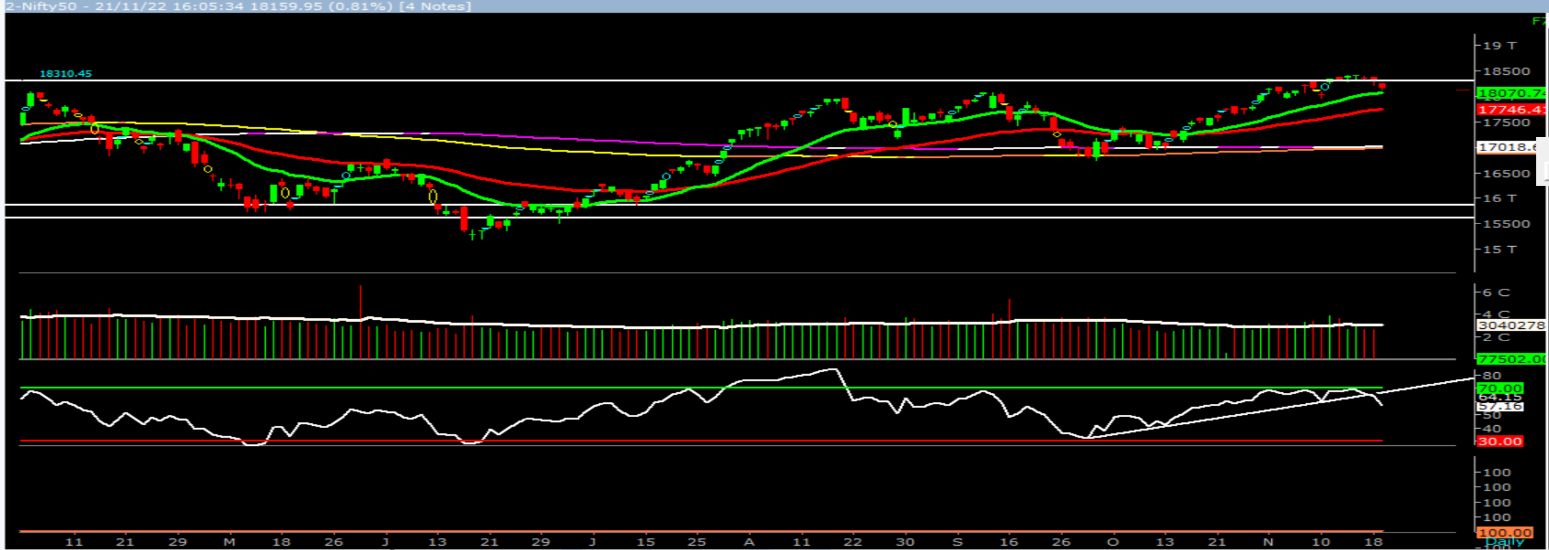 2-Nifty50 - 21/11/22 16:05:34 18159.95 (0.81%) [4 Notes]
19 T
18310.45
18500
18070.74
17746.41
17500
17018.6
16500
16 T
15500
15 T
6 C
4 C
3040278
2 C
77502.00
80
70.00
64.15
57.16
50
40
30.00
100
100
100
100
100.00
11 21 29 M 18 26 J 13 21 29 J 15 25 A 11 22 30 S 16 26 O 13 21 N 10 18 Daily